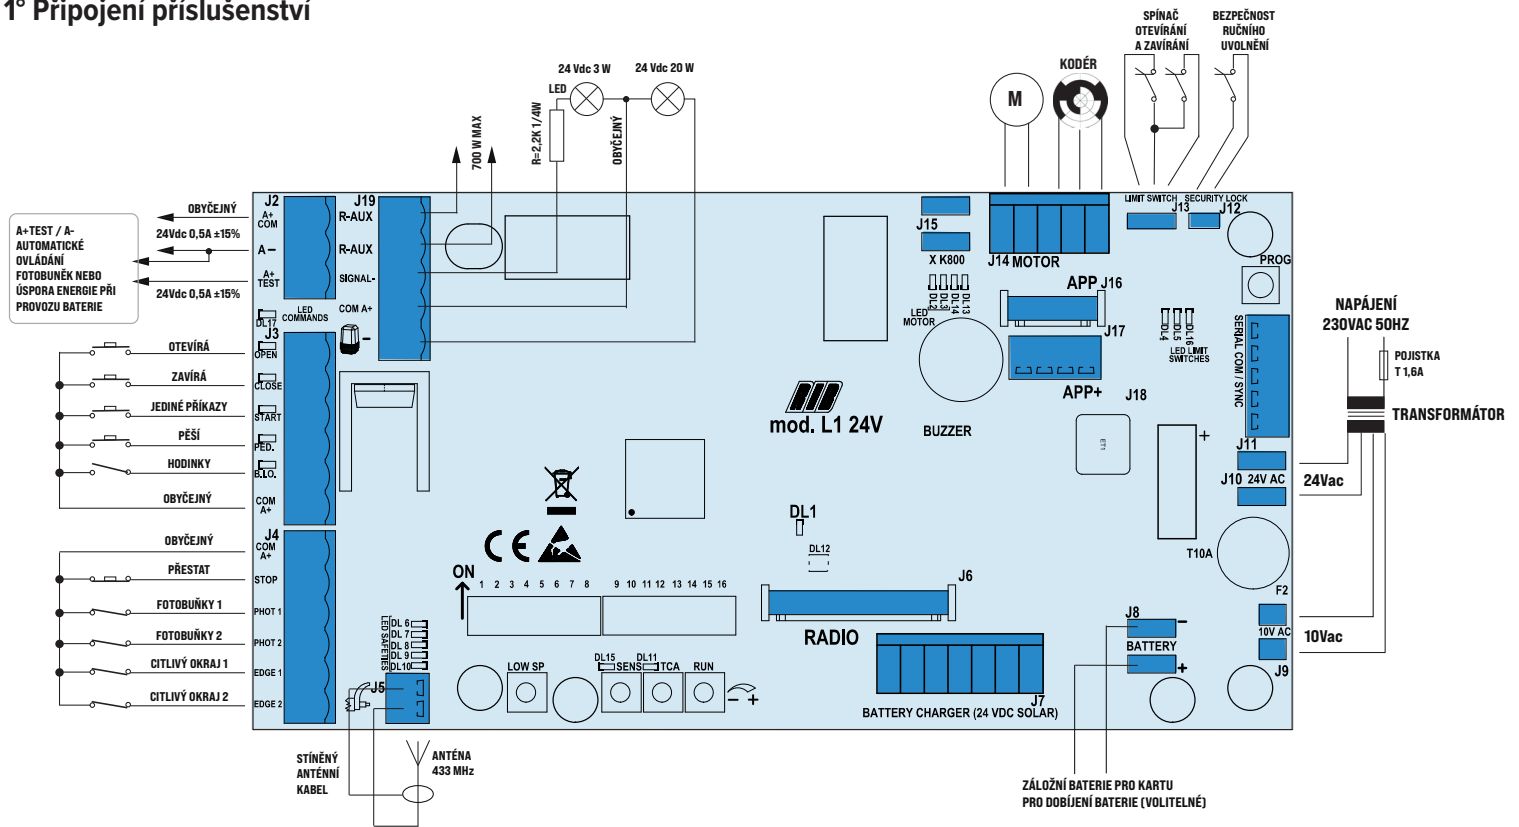 1° Připojení příslušenství
SPÍNAČ
OTEVÍRÁNÍ
A ZAVÍRÁNÍ
BEZPEČNOST
RUČNÍHO
UVOLNĚNÍ
KODÉR
M
24 Vdc 3 W
24 Vdc 20 W
LED
R=2,2K 1/4W
OBYČEJNÝ
700 W MAX
A+TEST / A-
AUTOMATICKÉ
OVLÁDÁNÍ
FOTOBUNĚK NEBO
ÚSPORA ENERGIE PŘI
PROVOZU BATERIE
OBYČEJNÝ
24Vdc 0,5A ±15%
24Vdc 0,5A ±15%
J2
A+
COM
A−
A+
TEST
J19
R-AUX
R-AUX
SIGNAL-
COM A+
-
LED
COMMANDS
DL17
J3
OPEN
CLOSE
START
PED.
B.I.O.
COM
A+
OTEVÍRÁ
ZAVÍRÁ
JEDINÉ PŘÍKAZY
PĚŠÍ
HODINKY
OBYČEJNÝ
J4
COM
A+
STOP
PHOT 1
PHOT 2
EDGE 1
EDGE 2
OBYČEJNÝ
PŘESTAT
FOTOBUŇKY 1
FOTOBUŇKY 2
CITLIVÝ OKRAJ 1
CITLIVÝ OKRAJ 2
LED SAFETIES
DL 6
DL 7
DL 8
DL 9
DL10
J5
STÍNĚNÝ
ANTÉNNÍ
KABEL
ANTÉNA
433 MHz
ON
1 2 3 4 5 6 7 8
9 10 11 12 13 14 15 16
LOW SP
DL15
SENS
DL11
TCA
RUN
− +
mod. L1 24V
BUZZER
J15
X K800
DL2
DL3
DL14
DL13
LED
MOTOR
J14 MOTOR
APP J16
J17
APP+
J18
ET1
LIMIT SWITCH
J13
SECURITY LOCK
J12
PROG
DL4
DL5
DL16
LED LIMIT
SWITCHES
SERIAL COM / SYNC
+
J11
J10 24V AC
T10A
F2
10V AC
J9
DL1
DL12
J6
RADIO
J7
BATTERY CHARGER (24 VDC SOLAR)
J8
−
BATTERY
+
NAPÁJENÍ
230VAC 50HZ
POJISTKA
T 1,6A
TRANSFORMÁTOR
24Vac
10Vac
ZÁLOŽNÍ BATERIE PRO KARTU
PRO DOBÍJENÍ BATERIE (VOLITELNÉ)